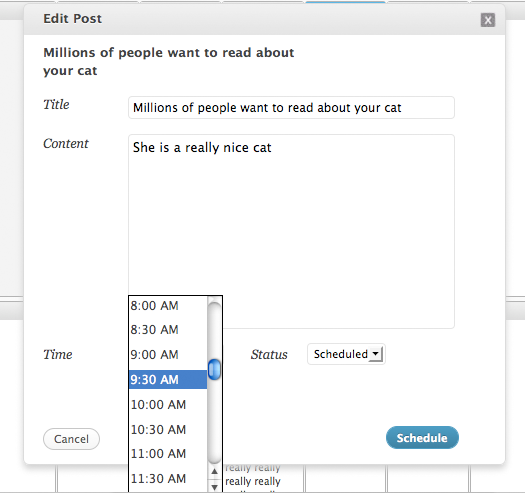 Edit Post
X
Millions of people want to read about
your cat
Title
Millions of people want to read about your cat
Content
She is a really nice cat
8:00 AM
8:30 AM
Time
9:00 AM
Status
Scheduled
9:30 AM
10:00 AM
10:30 AM
Cancel
Schedule
11:00 AM
11:30 AM
really really
really really